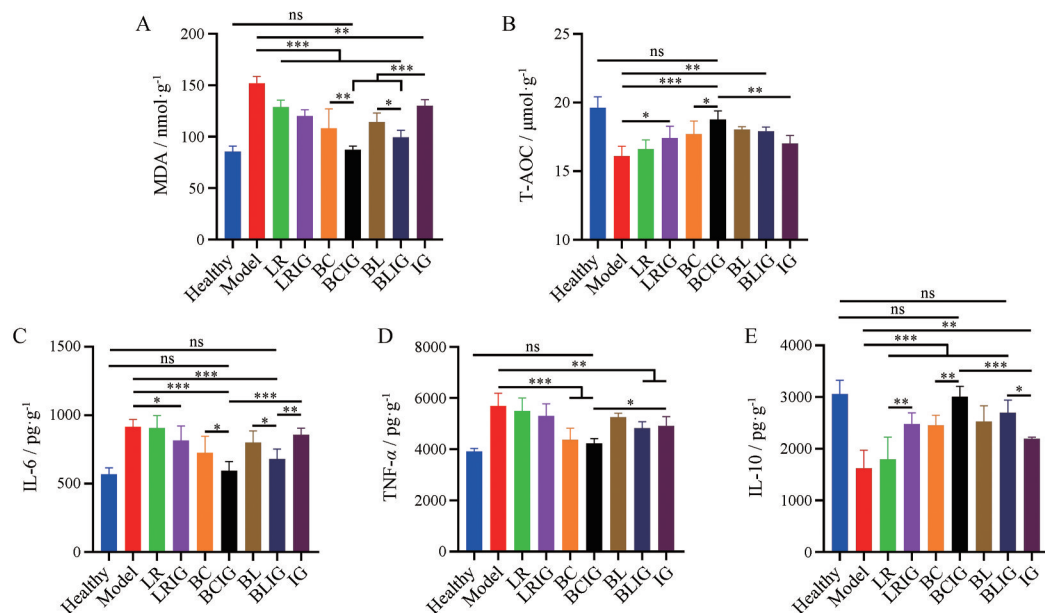 A
ns
**
***
***
**
*
MDA / nmol·g⁻¹
200
150
100
50
0
Healthy
Model
LR
LRIG
BC
BCIG
BL
BLIG
IG
B
ns
**
***
**
*
*
T-AOC / μmol·g⁻¹
25
20
15
10
Healthy
Model
LR
LRIG
BC
BCIG
BL
BLIG
IG
C
ns
ns
***
***
***
*
**
*
*
IL-6 / pg·g⁻¹
1500
1000
500
0
Healthy
Model
LR
LRIG
BC
BCIG
BL
BLIG
IG
D
ns
**
***
*
TNF-α / pg·g⁻¹
8000
6000
4000
2000
0
Healthy
Model
LR
LRIG
BC
BCIG
BL
BLIG
IG
E
ns
ns
**
***
***
**
*
**
IL-10 / pg·g⁻¹
4000
3000
2000
1000
0
Healthy
Model
LR
LRIG
BC
BCIG
BL
BLIG
IG